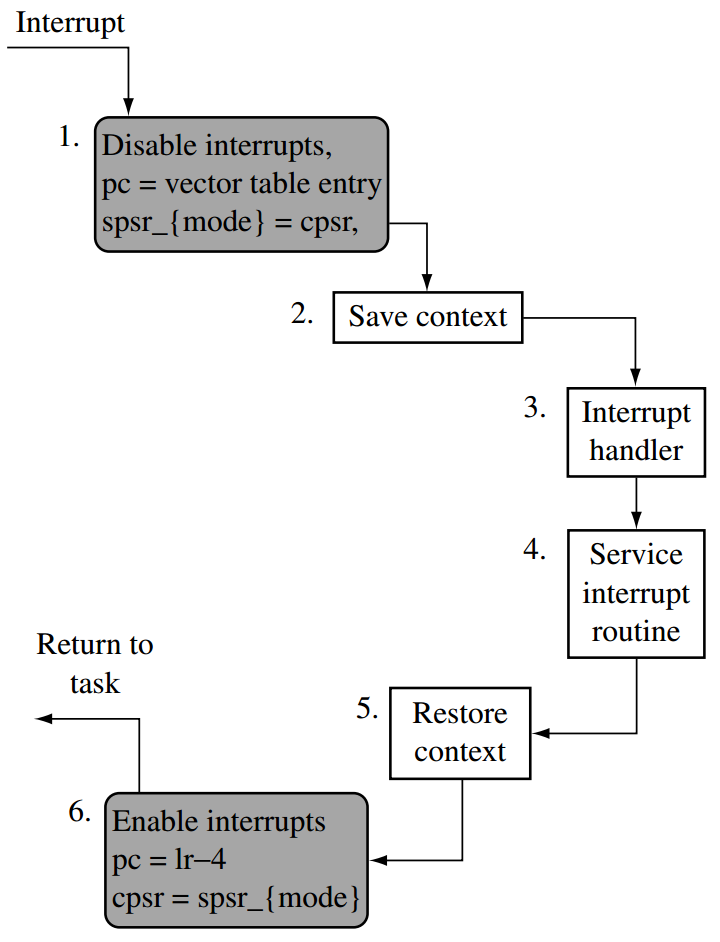 Interrupt
1.
Disable interrupts,
pc = vector table entry
spsr_{mode} = cpsr,
2.
Save context
3.
Interrupt
handler
4.
Service
interrupt
routine
5.
Restore
context
6.
Enable interrupts
pc = lr–4
cpsr = spsr_{mode}
Return to
task